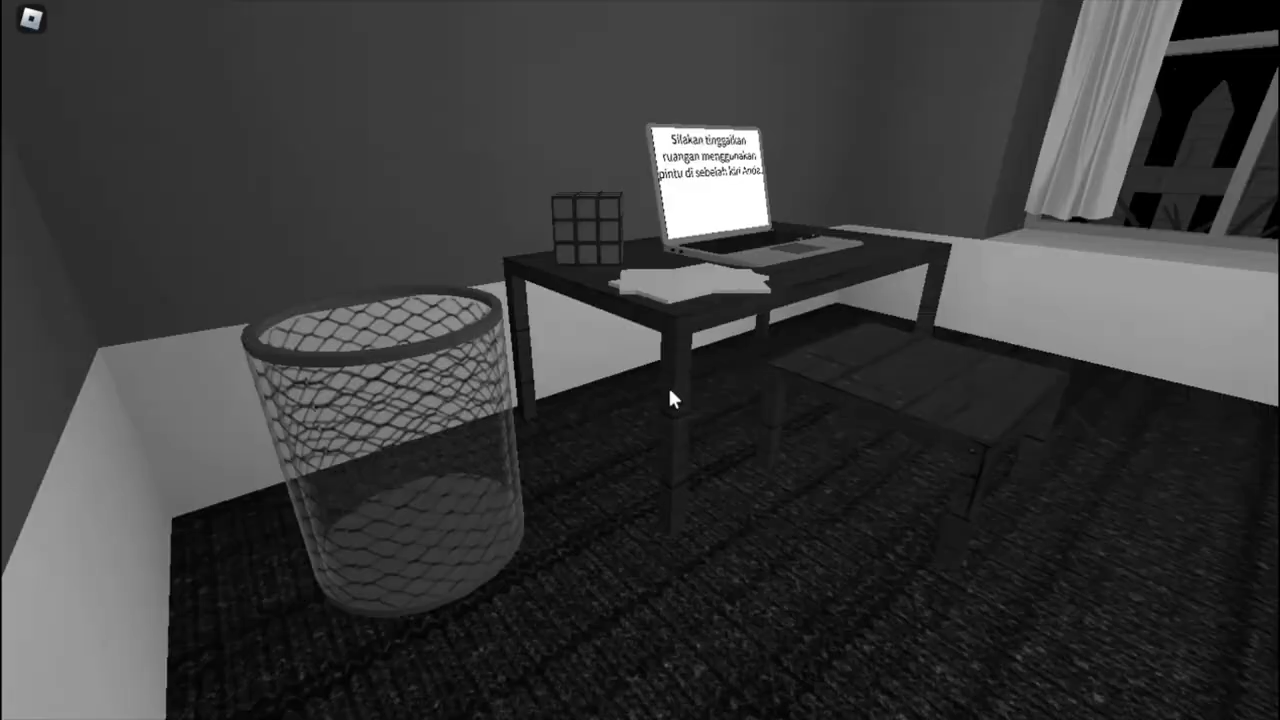 Silakan tinggalkan
ruangan menggunakan
pintu di sebelah kiri Anda.